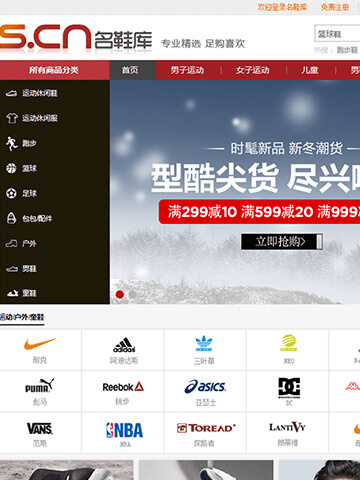 欢迎登录名鞋库 免费注册
S.CN 名鞋库 专业精选 足购喜欢
篮球鞋
热搜: 跑步鞋
所有商品分类 首页 男子运动 女子运动 儿童
运动休闲鞋
运动休闲服
跑步
篮球
足球
包包/配件
户外
男鞋
童鞋
时髦新品 新冬潮货
型酷尖货 尽兴
满299减10 满599减20 满999
立即抢购>
运动/户外/童鞋
耐克 adidas 阿迪达斯 adidas 三叶草 NEO
PUMA 彪马 Reebok 锐步 asics 亚瑟士 DC
VANS 范斯 NBA NBA TOREAD 探路者 LANTIVY 朗蒂维